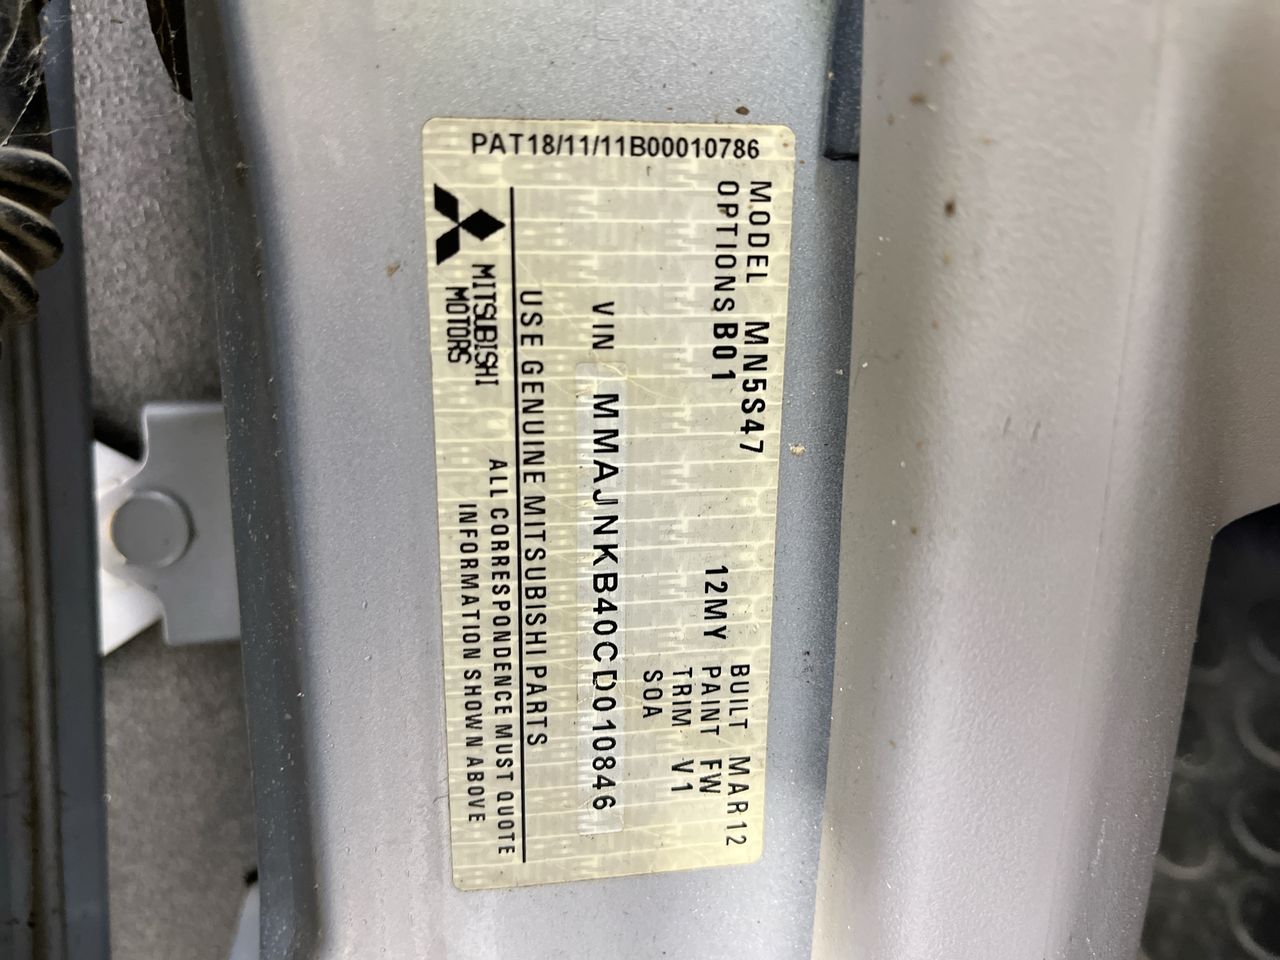 PAT18/11/11B00010786
MODEL MN5S47
OPTIONS B01
BUILT MAR12
12MY PAINT FW
TRIM V1
SOA
VIN MMAJNKB40CD010846
USE GENUINE MITSUBISHI PARTS
MITSUBISHI
MOTORS
ALL CORRESPONDENCE MUST QUOTE
INFORMATION SHOWN ABOVE